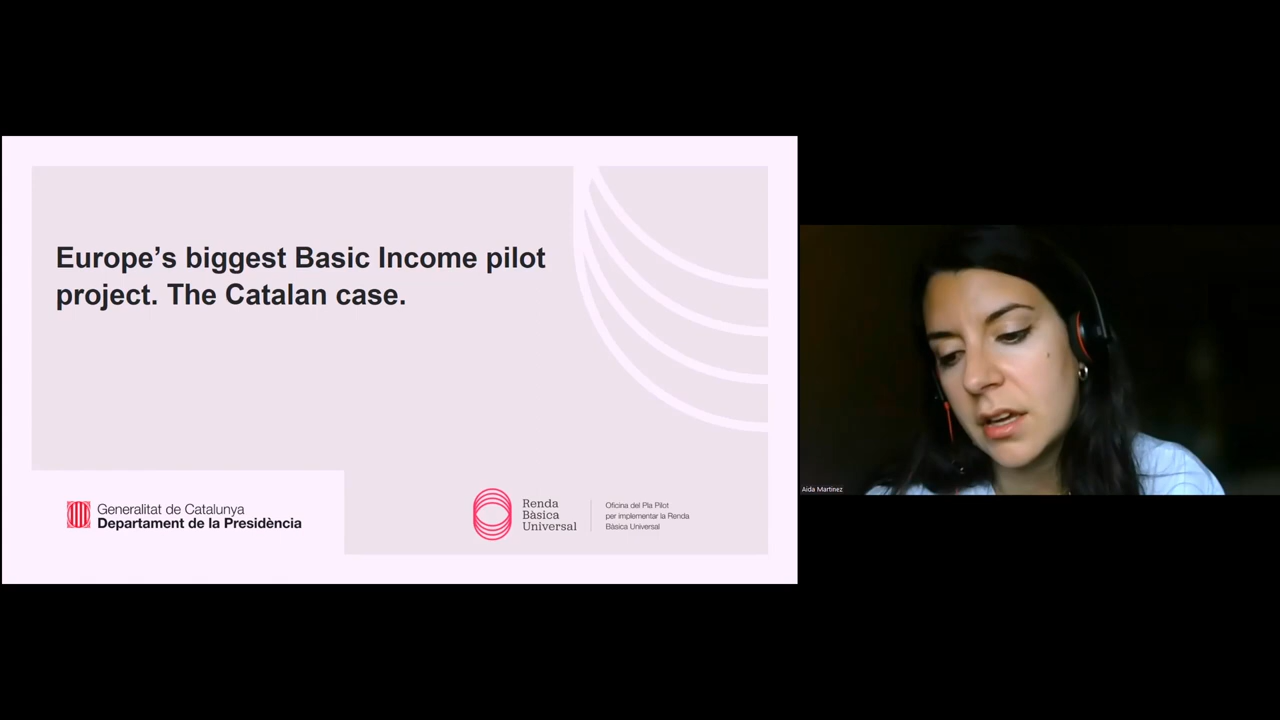 Europe’s biggest Basic Income pilot
project. The Catalan case.
Generalitat de Catalunya
Departament de la Presidència
Renda
Bàsica
Universal
Oficina del Pla Pilot
per implementar la Renda
Bàsica Universal
Aida Martinez